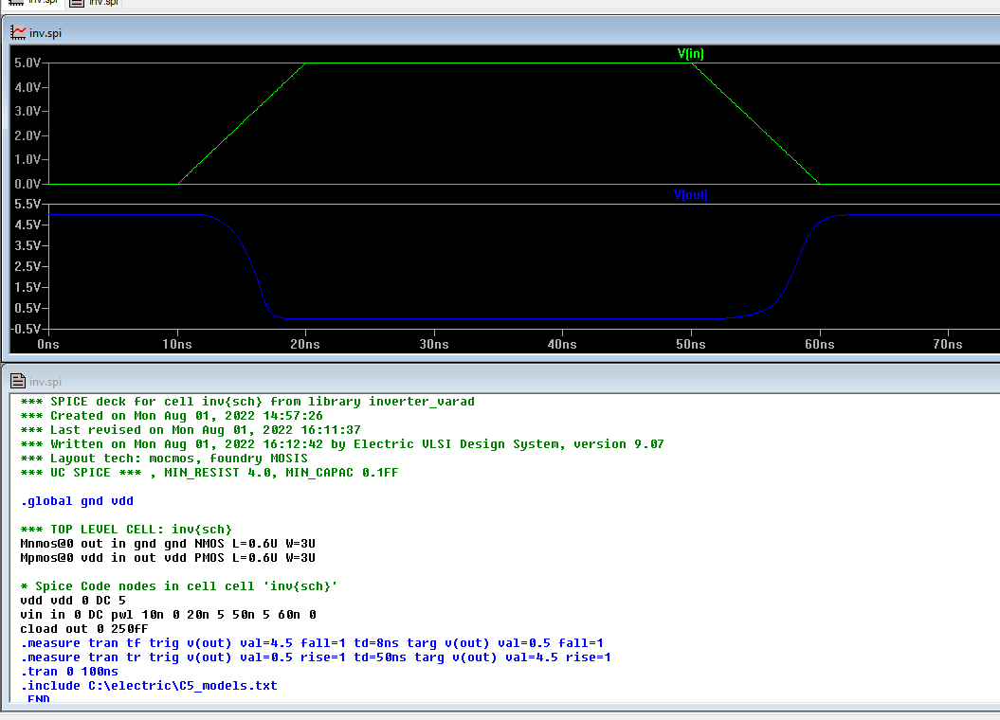 inv.spi
inv.spi
inv.spi
V[in]
5.0V
4.0V
3.0V
2.0V
1.0V
0.0V
V[out]
5.5V
4.5V
3.5V
2.5V
1.5V
0.5V
-0.5V
0ns 10ns 20ns 30ns 40ns 50ns 60ns 70ns
inv.spi
*** SPICE deck for cell inv{sch} from library inverter_varad
*** Created on Mon Aug 01, 2022 14:57:26
*** Last revised on Mon Aug 01, 2022 16:11:37
*** Written on Mon Aug 01, 2022 16:12:42 by Electric VLSI Design System, version 9.07
*** Layout tech: mocmos, foundry MOSIS
*** UC SPICE *** , MIN_RESIST 4.0, MIN_CAPAC 0.1FF
.global gnd vdd
*** TOP LEVEL CELL: inv{sch}
Mnmos@0 out in gnd gnd NMOS L=0.6U W=3U
Mpmos@0 vdd in out vdd PMOS L=0.6U W=3U
* Spice Code nodes in cell cell 'inv{sch}'
vdd vdd 0 DC 5
vin in 0 DC pwl 10n 0 20n 5 50n 5 60n 0
cload out 0 250fF
.measure tran tf trig v(out) val=4.5 fall=1 td=8ns targ v(out) val=0.5 fall=1
.measure tran tr trig v(out) val=0.5 rise=1 td=50ns targ v(out) val=4.5 rise=1
.tran 0 100ns
.include C:\electric\C5_models.txt
.END